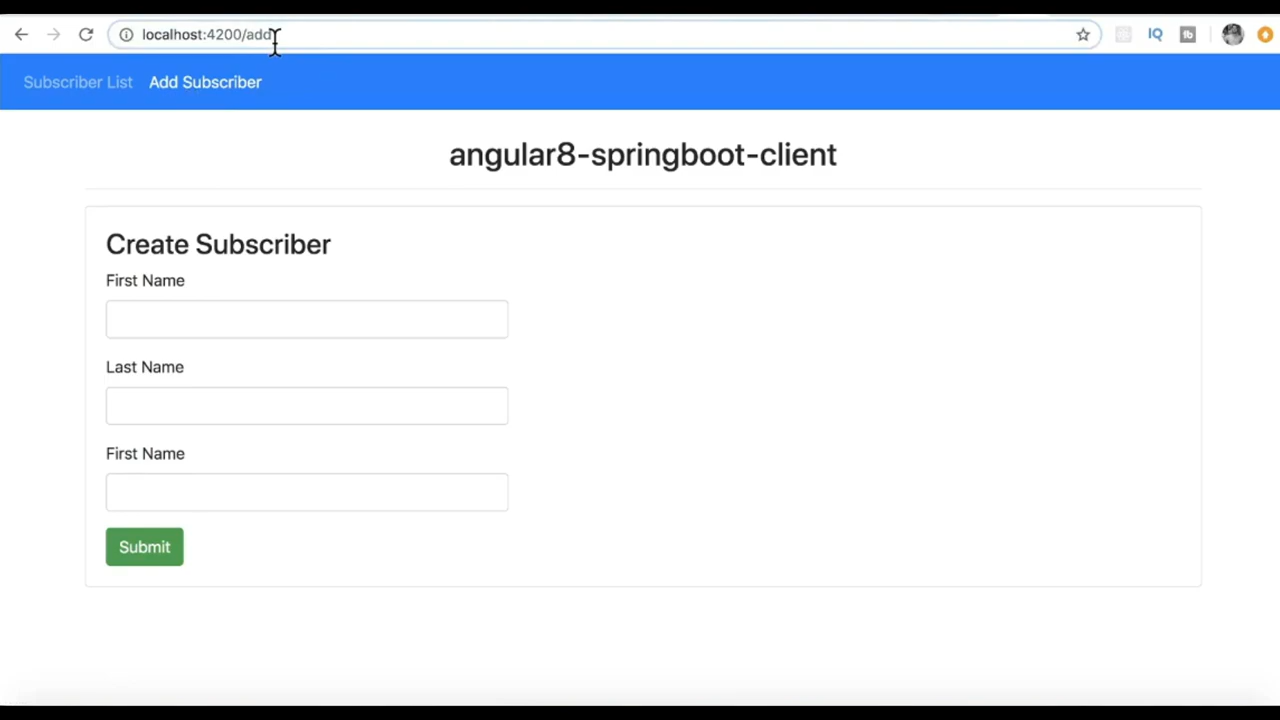 localhost:4200/add
IQ
Subscriber List Add Subscriber
angular8-springboot-client
Create Subscriber
First Name
Last Name
First Name
Submit